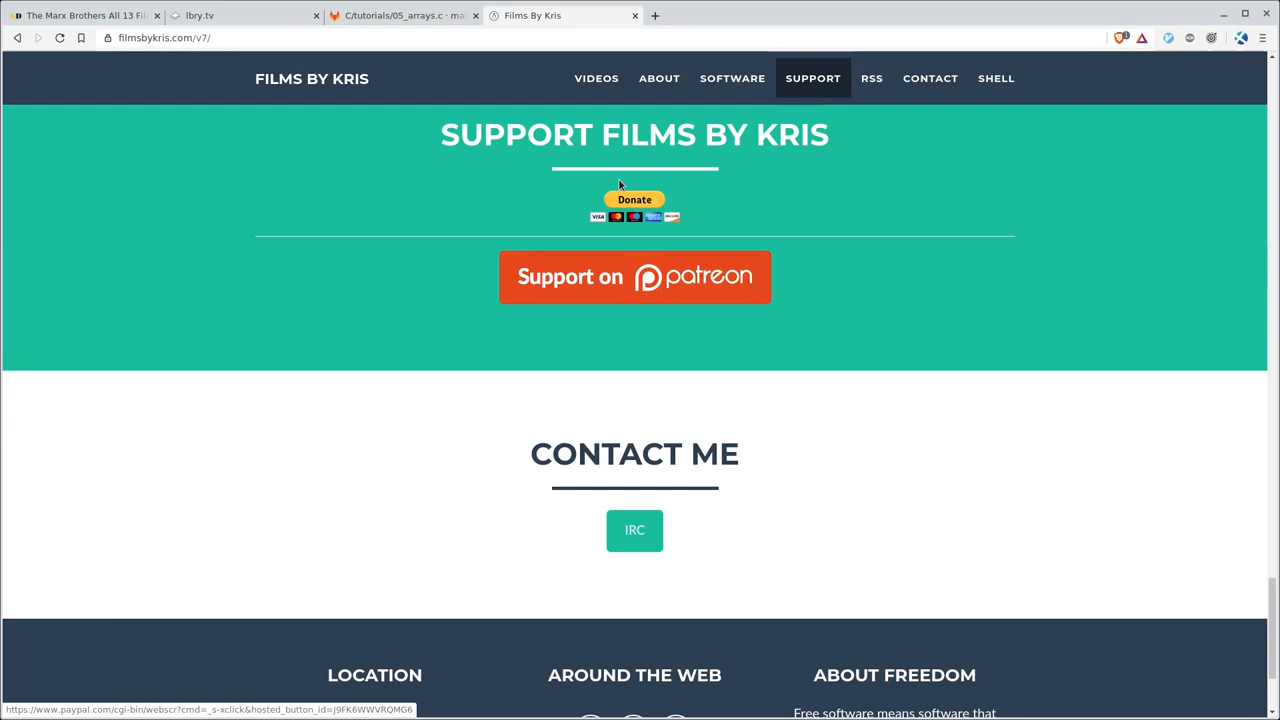 The Marx Brothers All 13 Fil
lbry.tv
C/tutorials/05_arrays.c · ma
Films By Kris
filmsbykris.com/v7/
1
FILMS BY KRIS
VIDEOS
ABOUT
SOFTWARE
SUPPORT
RSS
CONTACT
SHELL
SUPPORT FILMS BY KRIS
Donate
VISA
Support on patreon
CONTACT ME
IRC
LOCATION
AROUND THE WEB
ABOUT FREEDOM
Free software means software that
https://www.paypal.com/cgi-bin/webscr?cmd=_s-xclick&hosted_button_id=J9FK6WWVRQMG6